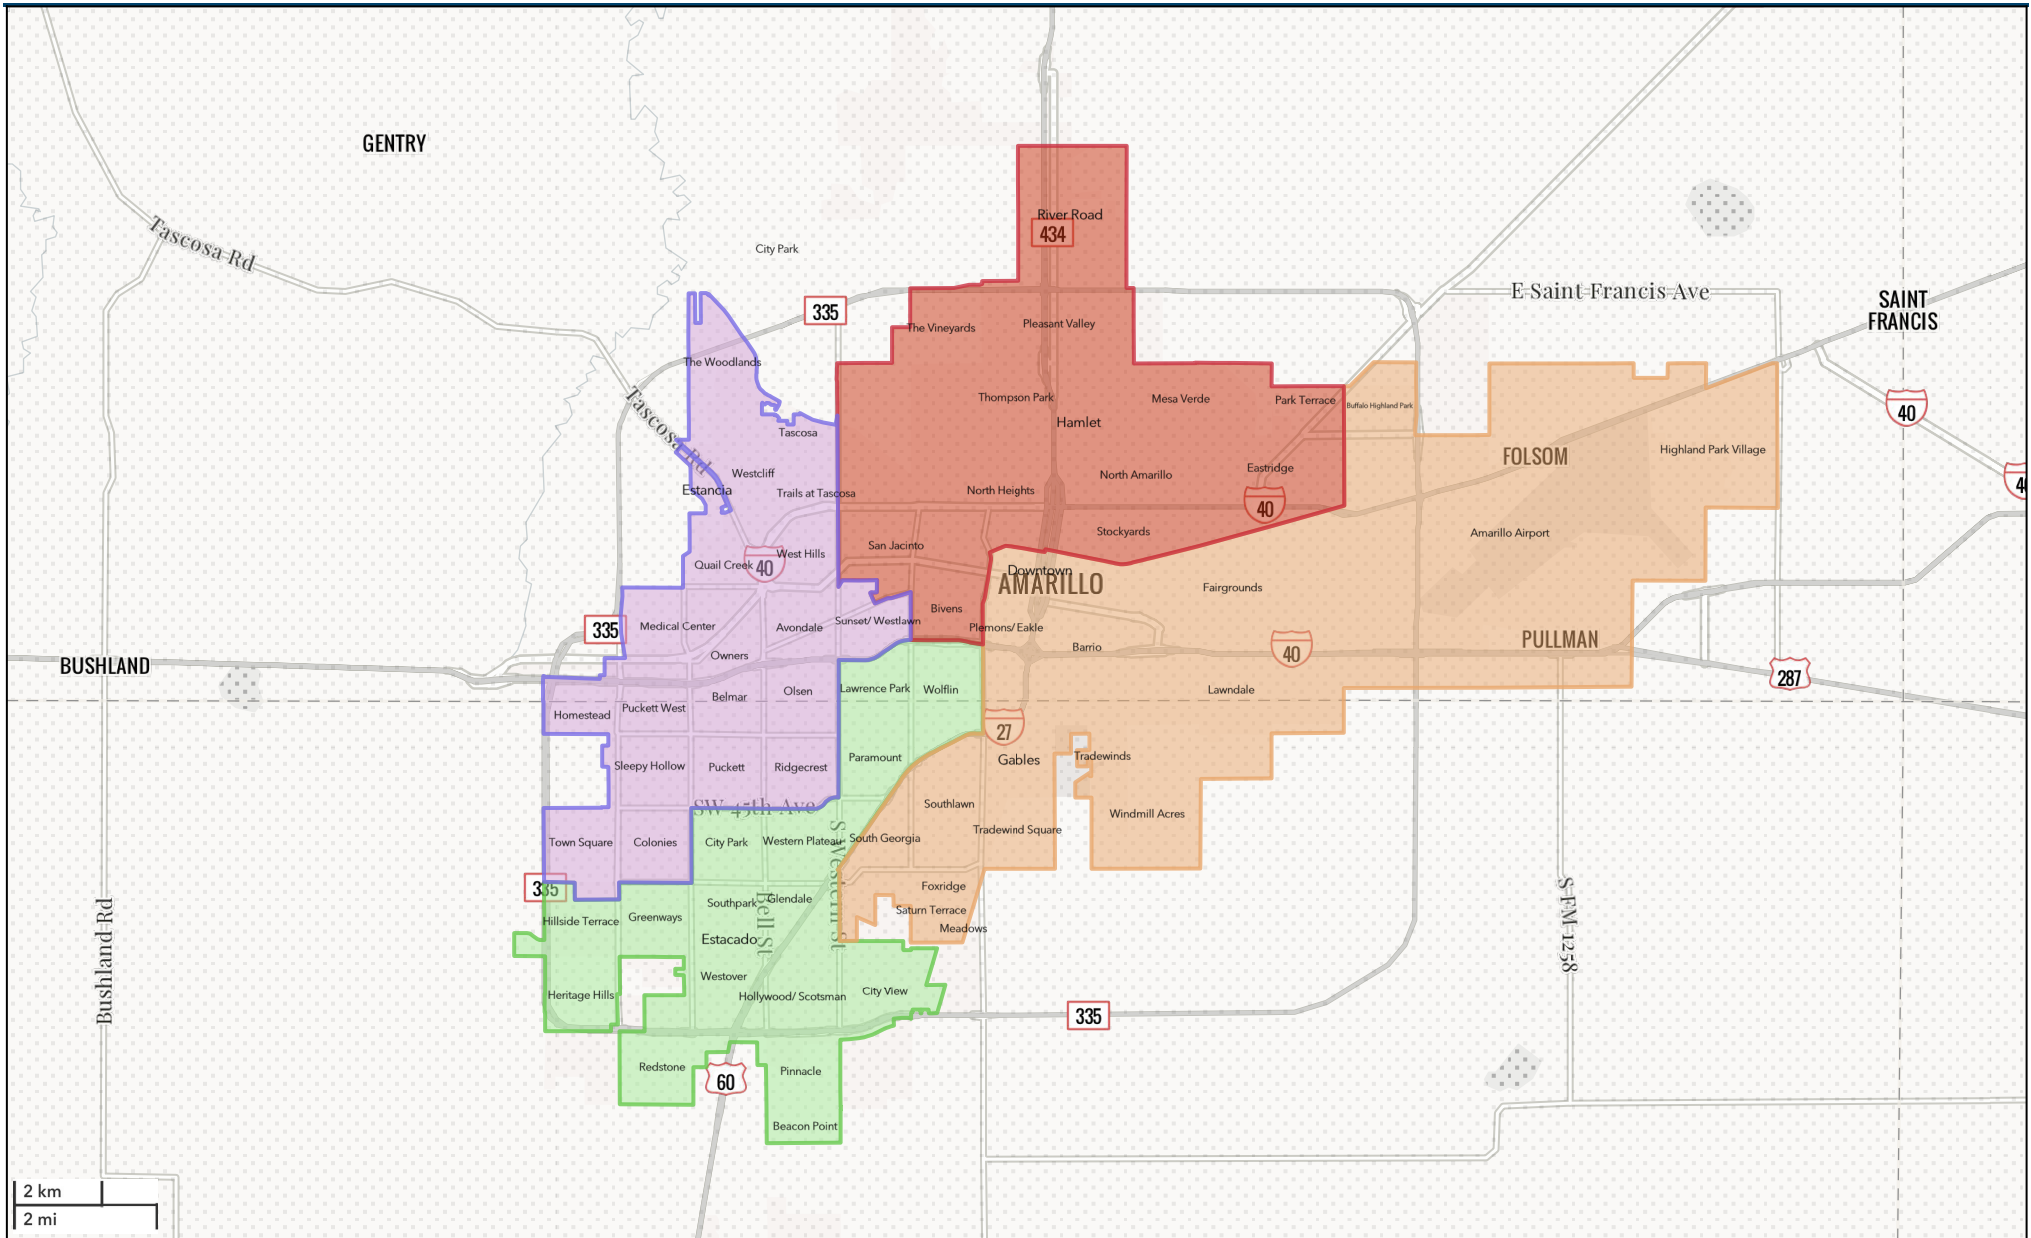 GENTRY
Tascosa Rd
City Park
River Road
434
335
The Vineyards
Pleasant Valley
E Saint Francis Ave
SAINT
FRANCIS
The Woodlands
Tascosa Rd
Thompson Park
Mesa Verde
Park Terrace
Buffalo Highland Park
40
Hamlet
Tascosa
FOLSOM
Highland Park Village
Westcliff
Eastridge
North Amarillo
40
Estancia
Trails at Tascosa
North Heights
40
Stockyards
Amarillo Airport
San Jacinto
West Hills
Quail Creek
40
Downtown
AMARILLO
Fairgrounds
Bivens
335
Medical Center
Avondale
Sunset/ Westlawn
Plemons/ Eakle
Barrio
40
PULLMAN
BUSHLAND
Owners
287
Belmar
Olsen
Lawrence Park
Wolflin
Lawndale
Homestead
Puckett West
27
Paramount
Gables
Tradewinds
Sleepy Hollow
Puckett
Ridgecrest
SW 45th Ave
Southlawn
Windmill Acres
Tradewind Square
Town Square
Colonies
City Park
Western Plateau
South Georgia
S Western St
335
Foxridge
Bell St
Southpark
Glendale
Saturn Terrace
Hillside Terrace
Greenways
Meadows
Estacado
S FM 1258
Bushland Rd
Westover
Heritage Hills
Hollywood/ Scotsman
City View
335
Redstone
60
Pinnacle
Beacon Point
2 km
2 mi